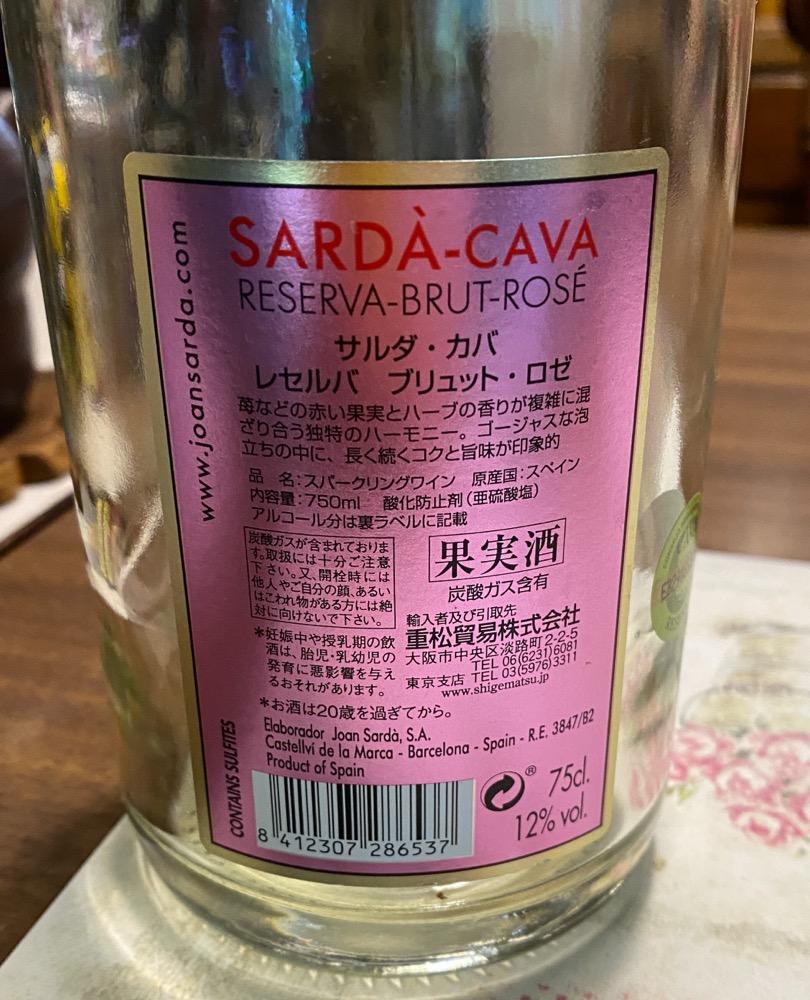 SARDÀ-CAVA
RESERVA-BRUT-ROSÉ
サルダ・カバ
レセルバ ブリュット・ロゼ
苺などの赤い果実とハーブの香りが複雑に混
ざり合う独特のハーモニー。ゴージャスな泡
立ちの中に、長く続くコクと旨味が印象的
品 名:スパークリングワイン 原産国:スペイン
内容量:750ml 酸化防止剤(亜硫酸塩)
アルコール分は裏ラベルに記載
炭酸ガスが含まれておりま
す。取扱には十分ご注意
下さい。又、開栓時には
他人やご自分の顔、あるい
はこわれ物がある方には絶
対に向けないで下さい。
果実酒
炭酸ガス含有
輸入者及び引取先
重松貿易株式会社
大阪市中央区淡路町2-2-5
TEL 06(6231)6081
東京支店 TEL 03(5976)3311
www.shigematsu.jp
*妊娠中や授乳期の飲
酒は、胎児・乳幼児の
発育に悪影響を与え
るおそれがあります。
*お酒は20歳を過ぎてから。
Elaborador Joan Sardà, S.A.
Castellví de la Marca - Barcelona - Spain - R.E. 3847/B2
Product of Spain
8 412307 286537
® 75cl.
12% vol.
www.joansarda.com
CONTAINS SULFITES